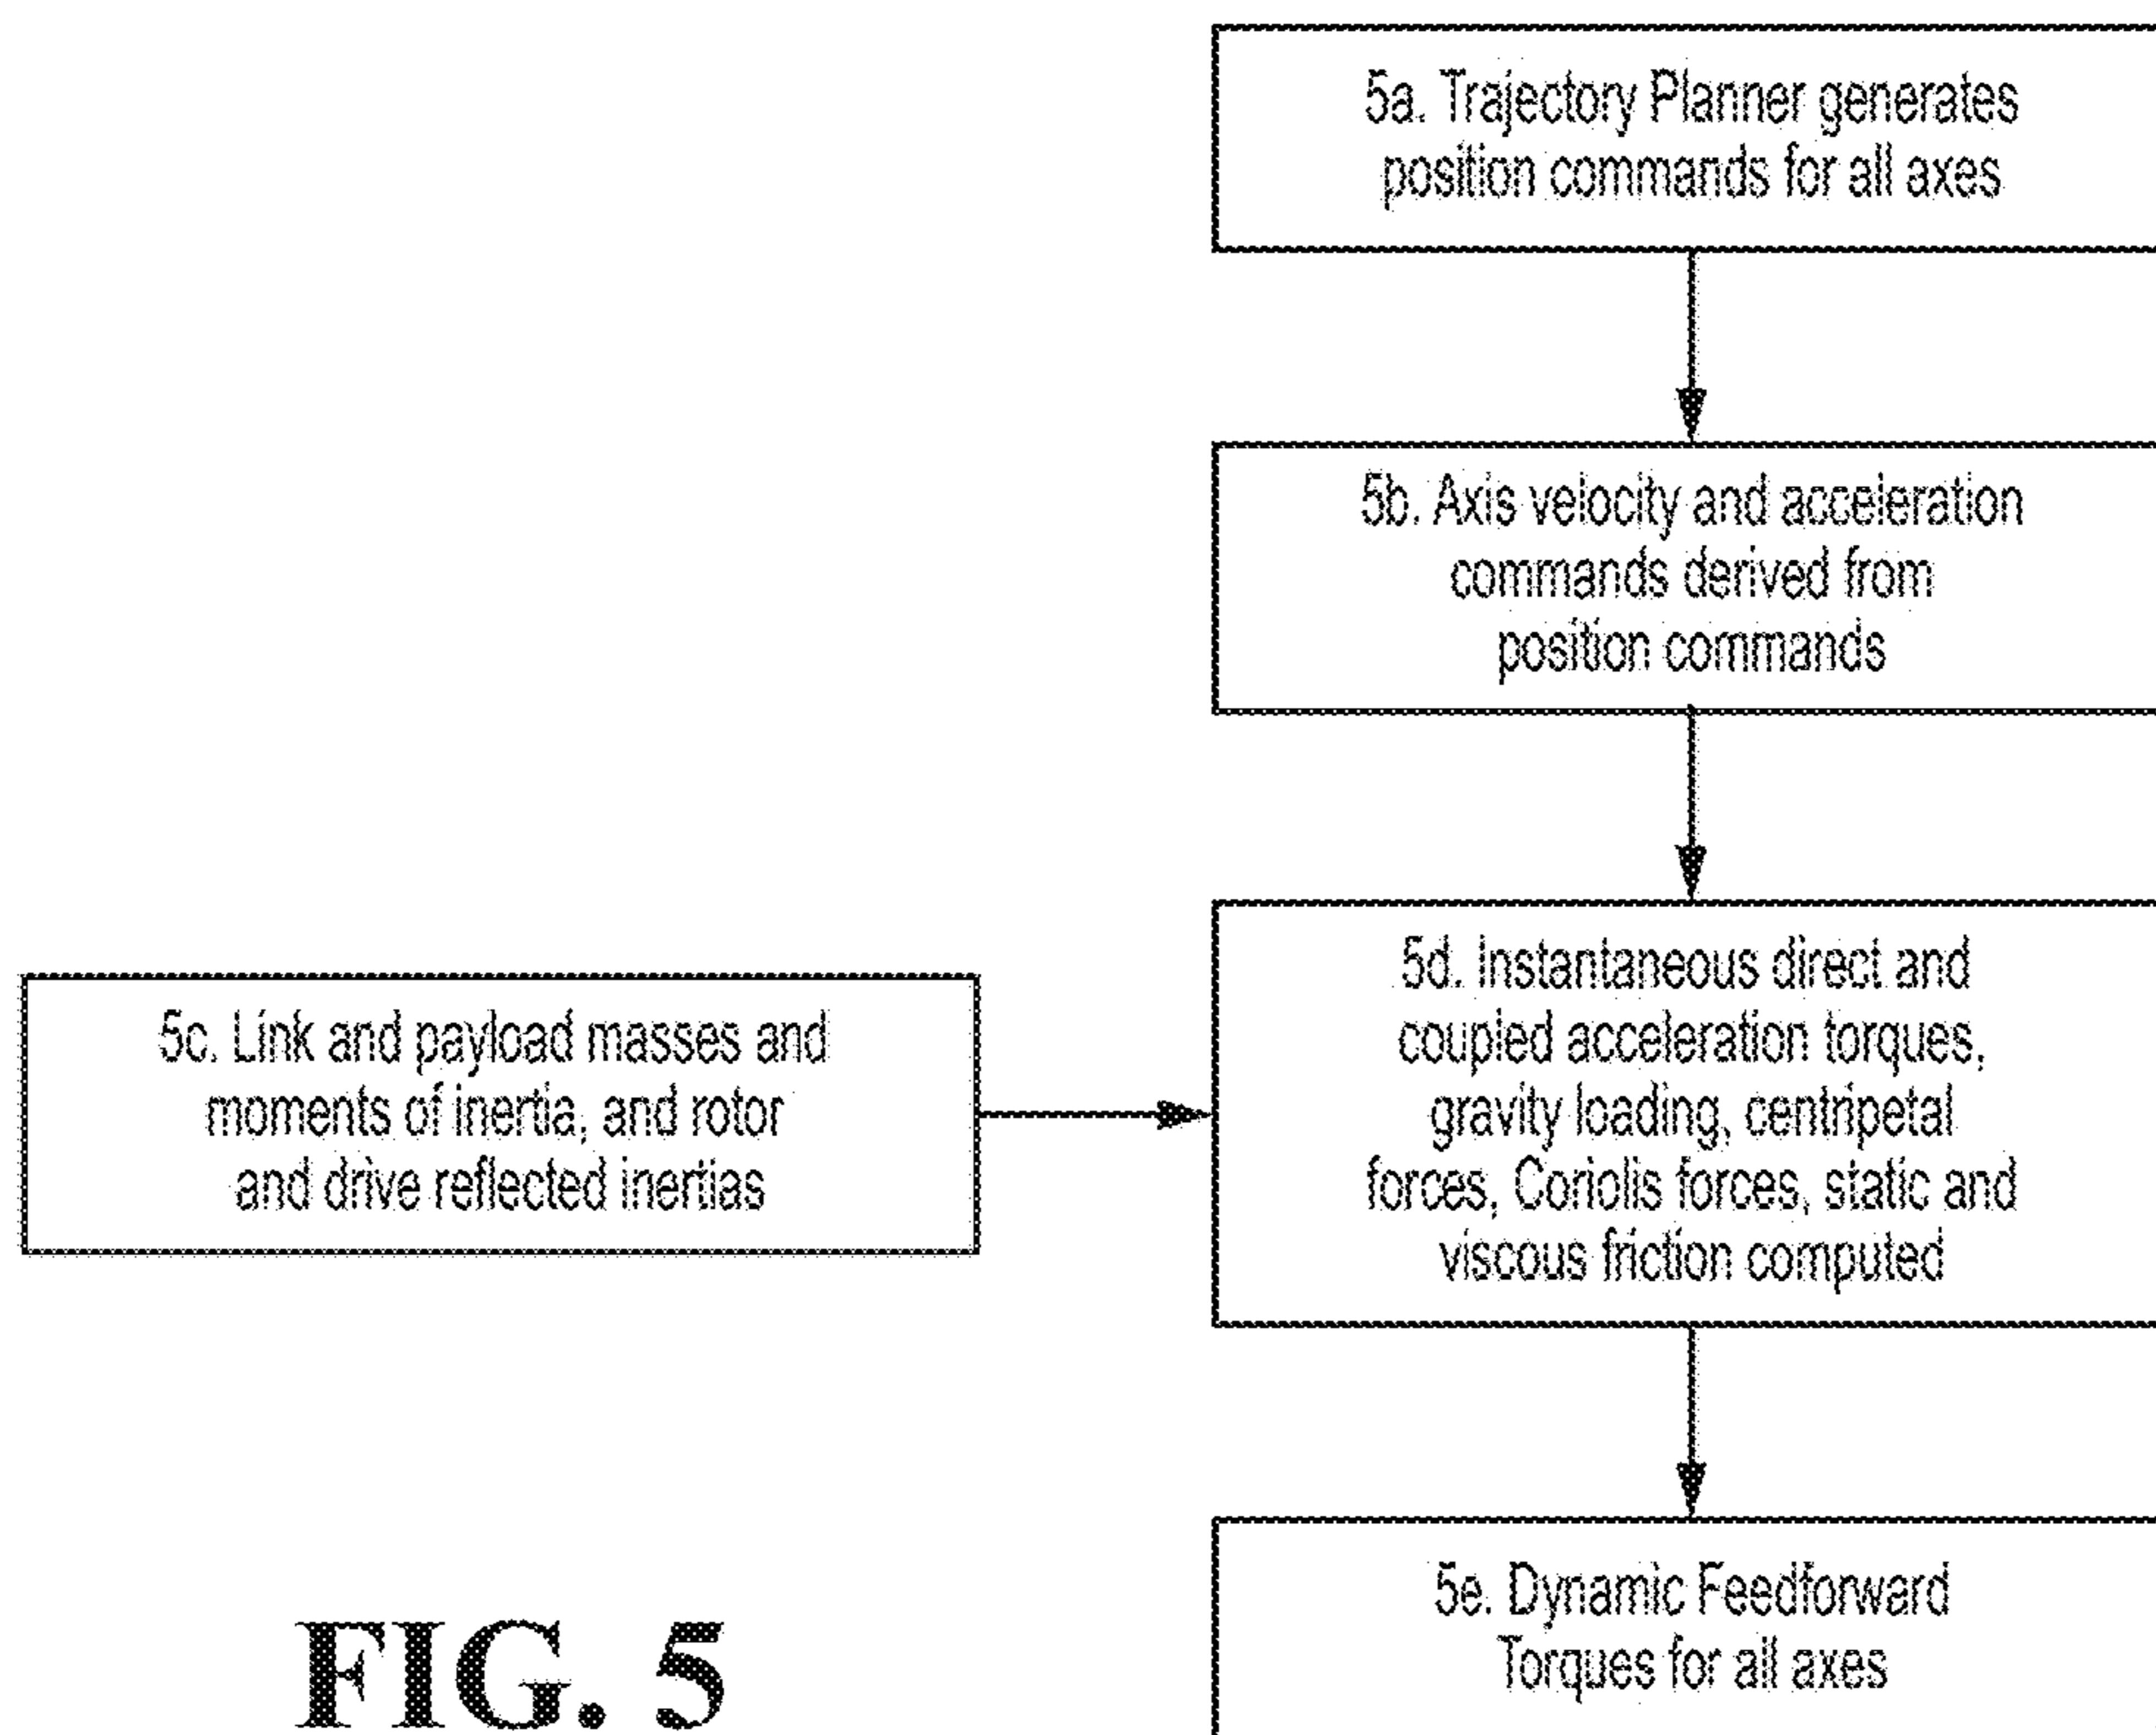 5a. Trajectory Planner generates
position commands for all axes
5b. Axis velocity and acceleration
commands derived from
position commands
5c. Link and payload masses and
moments of inertia, and rotor
and drive reflected inertias
5d. Instantaneous direct and
coupled acceleration torques,
gravity loading, centripetal
forces, Coriolis forces, static and
viscous friction computed
5e. Dynamic Feedforward
Torques for all axes
FIG. 5